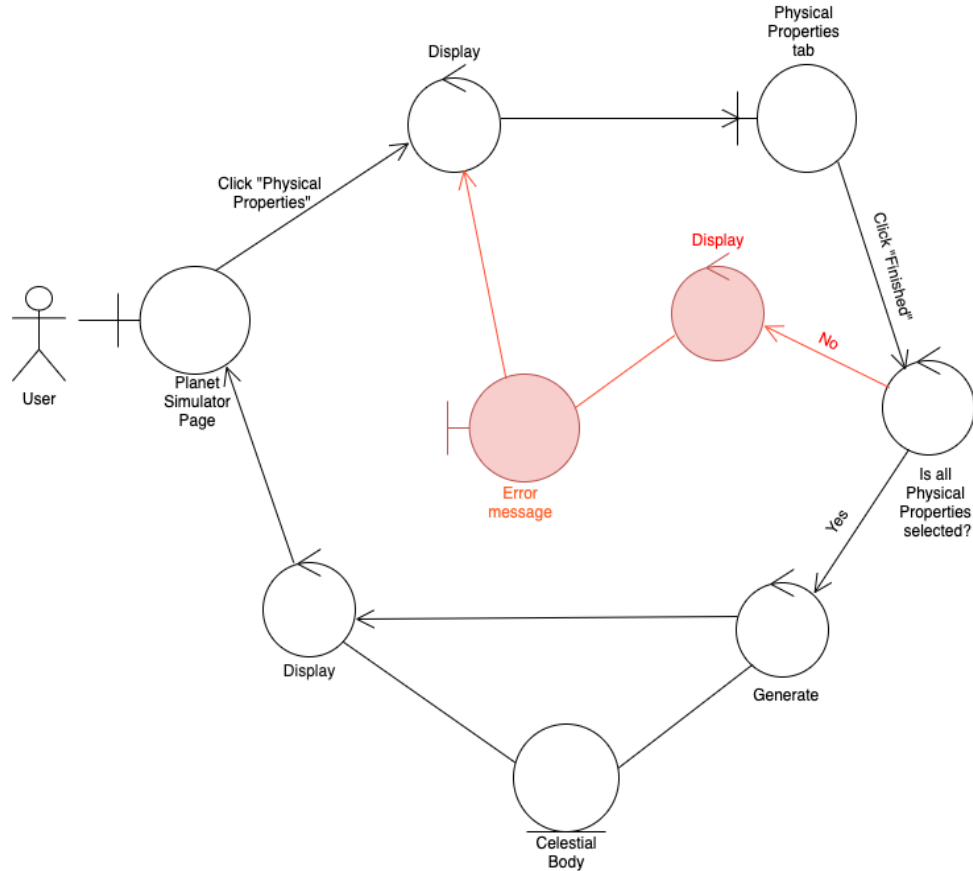 Physical
Properties
tab
Display
Click "Physical
Properties"
Display
Click "Finished"
No
User
Planet
Simulator
Page
Error
message
Is all
Physical
Properties
selected?
Yes
Display
Generate
Celestial
Body